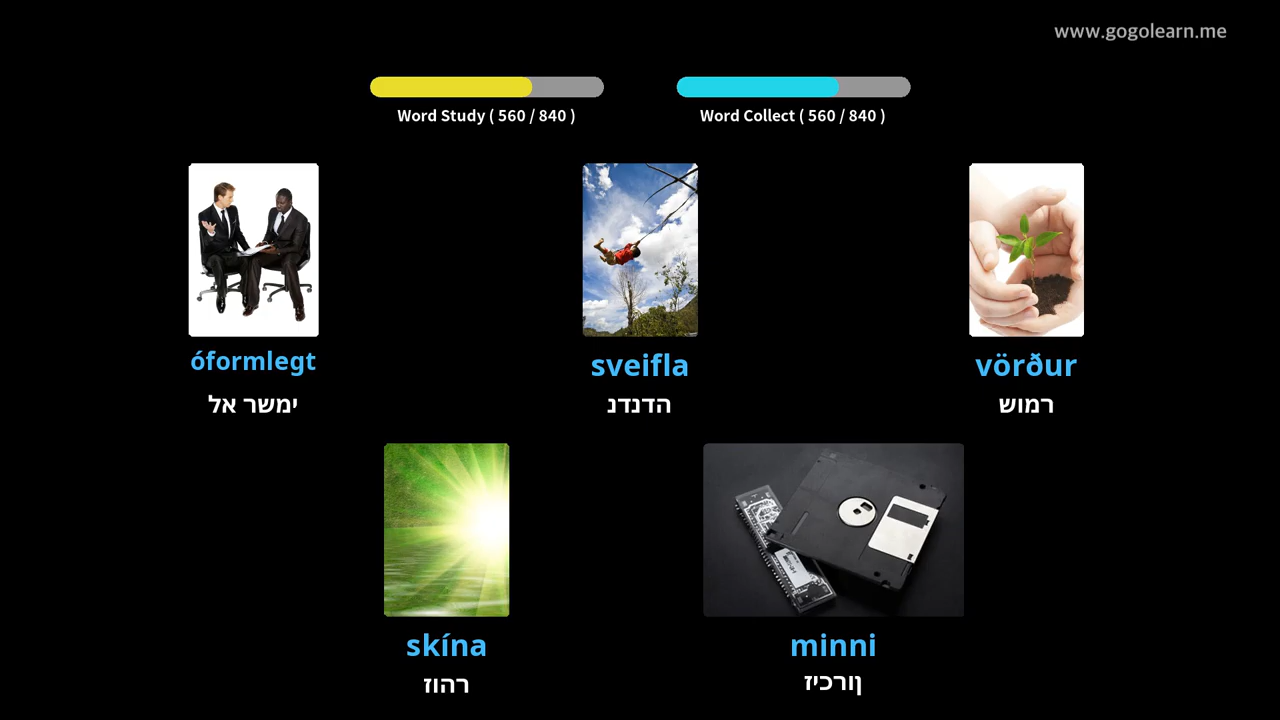 www.gogolearn.me
Word Study ( 560 / 840 )
Word Collect ( 560 / 840 )
óformlegt
ימשר אל
sveifla
הדנדנ
vörður
רמוש
skína
רהוז
minni
ןורכיז